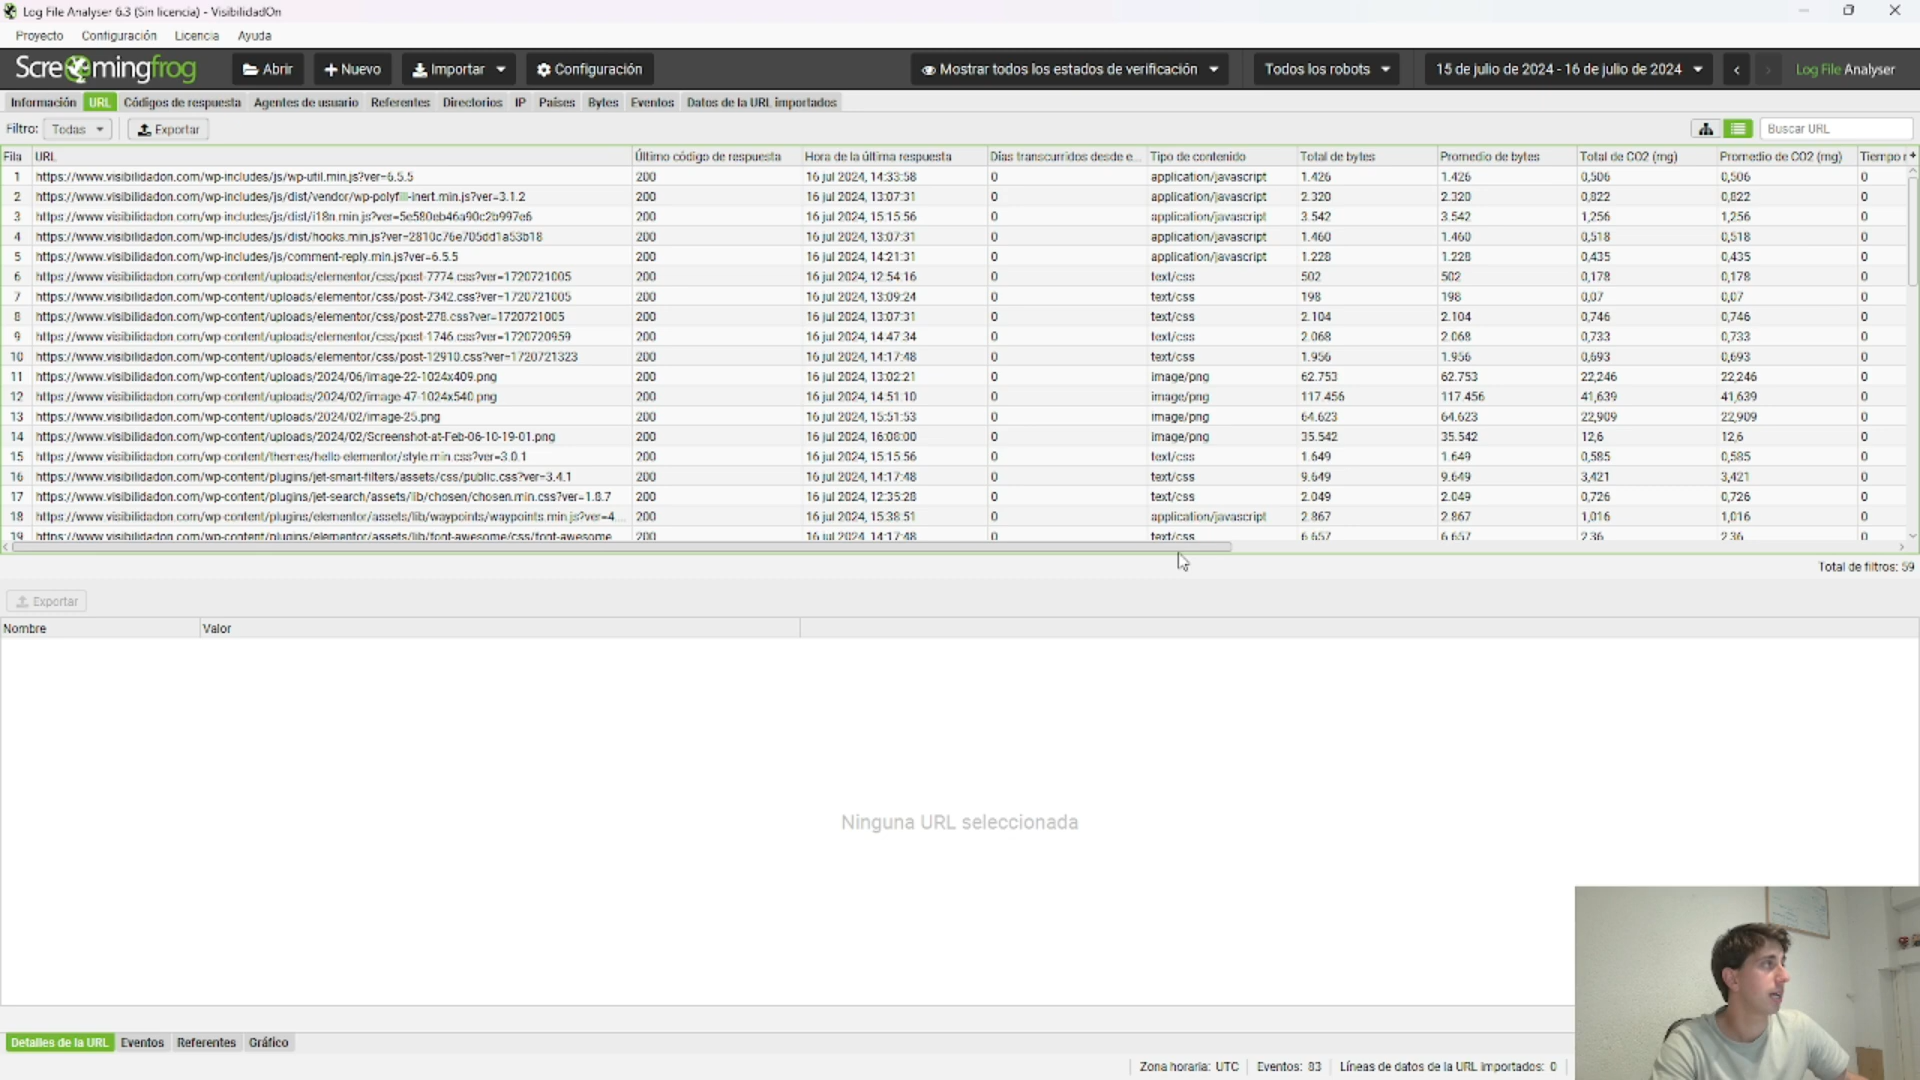 Log File Analyser 6.3 (Sin licencia) - VisibilidadOn
Proyecto Configuración Licencia Ayuda
Screamingfrog Abrir Nuevo Importar Configuración Mostrar todos los estados de verificación Todos los robots 15 de julio de 2024 - 16 de julio de 2024 Log File Analyser
Información URL Códigos de respuesta Agentes de usuario Referentes Directorios IP Países Bytes Eventos Datos de la URL importados
Filtro: Todas Exportar Buscar URL
Fila URL Último código de respuesta Hora de la última respuesta Días transcurridos desde e... Tipo de contenido Total de bytes Promedio de bytes Total de CO2 (mg) Promedio de CO2 (mg) Tiempo r
1 https://www.visibilidadon.com/wp-includes/js/wp-util.min.js?ver=6.5.5 200 16 jul 2024, 14:33:58 0 application/javascript 1.426 1.426 0,506 0,506 0
2 https://www.visibilidadon.com/wp-includes/js/dist/vendor/wp-polyfill-inert.min.js?ver=3.1.2 200 16 jul 2024, 13:07:31 0 application/javascript 2.320 2.320 0,822 0,822 0
3 https://www.visibilidadon.com/wp-includes/js/dist/i18n.min.js?ver=5e580eb46a90c2b997e6 200 16 jul 2024, 15:15:56 0 application/javascript 3.542 3.542 1,256 1,256 0
4 https://www.visibilidadon.com/wp-includes/js/dist/hooks.min.js?ver=2810c76e705dd1a53b18 200 16 jul 2024, 13:07:31 0 application/javascript 1.460 1.460 0,518 0,518 0
5 https://www.visibilidadon.com/wp-includes/js/comment-reply.min.js?ver=6.5.5 200 16 jul 2024, 14:21:31 0 application/javascript 1.228 1.228 0,435 0,435 0
6 https://www.visibilidadon.com/wp-content/uploads/elementor/css/post-7774.css?ver=1720721005 200 16 jul 2024, 12:54:16 0 text/css 502 502 0,178 0,178 0
7 https://www.visibilidadon.com/wp-content/uploads/elementor/css/post-7342.css?ver=1720721005 200 16 jul 2024, 13:09:24 0 text/css 198 198 0,07 0,07 0
8 https://www.visibilidadon.com/wp-content/uploads/elementor/css/post-278.css?ver=1720721005 200 16 jul 2024, 13:07:31 0 text/css 2.104 2.104 0,746 0,746 0
9 https://www.visibilidadon.com/wp-content/uploads/elementor/css/post-1746.css?ver=1720720959 200 16 jul 2024, 14:47:34 0 text/css 2.068 2.068 0,733 0,733 0
10 https://www.visibilidadon.com/wp-content/uploads/elementor/css/post-12910.css?ver=1720721323 200 16 jul 2024, 14:17:48 0 text/css 1.956 1.956 0,693 0,693 0
11 https://www.visibilidadon.com/wp-content/uploads/2024/06/image-22-1024x409.png 200 16 jul 2024, 13:02:21 0 image/png 62.753 62.753 22,246 22,246 0
12 https://www.visibilidadon.com/wp-content/uploads/2024/02/image-47-1024x540.png 200 16 jul 2024, 14:51:10 0 image/png 117.456 117.456 41,639 41,639 0
13 https://www.visibilidadon.com/wp-content/uploads/2024/02/image-25.png 200 16 jul 2024, 15:51:53 0 image/png 64.623 64.623 22,909 22,909 0
14 https://www.visibilidadon.com/wp-content/uploads/2024/02/Screenshot-at-Feb-06-10-19-01.png 200 16 jul 2024, 16:08:00 0 image/png 35.542 35.542 12,6 12,6 0
15 https://www.visibilidadon.com/wp-content/themes/hello-elementor/style.min.css?ver=3.0.1 200 16 jul 2024, 15:15:56 0 text/css 1.649 1.649 0,585 0,585 0
16 https://www.visibilidadon.com/wp-content/plugins/jet-smart-filters/assets/css/public.css?ver=3.4.1 200 16 jul 2024, 14:17:48 0 text/css 9.649 9.649 3,421 3,421 0
17 https://www.visibilidadon.com/wp-content/plugins/jet-search/assets/lib/chosen/chosen.min.css?ver=1.8.7 200 16 jul 2024, 12:35:28 0 text/css 2.049 2.049 0,726 0,726 0
18 https://www.visibilidadon.com/wp-content/plugins/elementor/assets/lib/waypoints/waypoints.min.js?ver=4... 200 16 jul 2024, 15:38:51 0 application/javascript 2.867 2.867 1,016 1,016 0
19 https://www.visibilidadon.com/wp-content/plugins/elementor/assets/lib/font-awesome/css/font-awesome 200 16 jul 2024, 14:17:48 0 text/css 6.657 6.657 2,36 2,36 0
Total de filtros: 59
Exportar
Nombre Valor
Ninguna URL seleccionada
Detalles de la URL Eventos Referentes Gráfico
Zona horaria: UTC Eventos: 83 Líneas de datos de la URL importados: 0